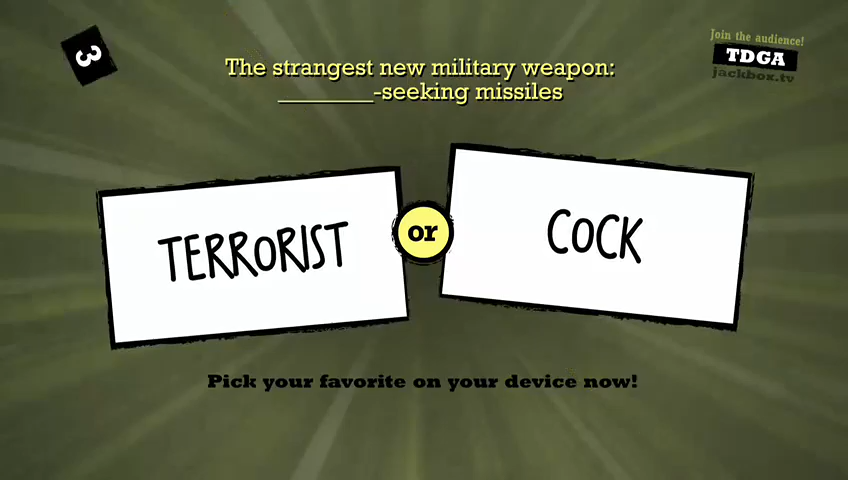 3
Join the audience!
TDGA
jackbox.tv
The strangest new military weapon:
________-seeking missiles
TERRORIST
or
COCK
Pick your favorite on your device now!